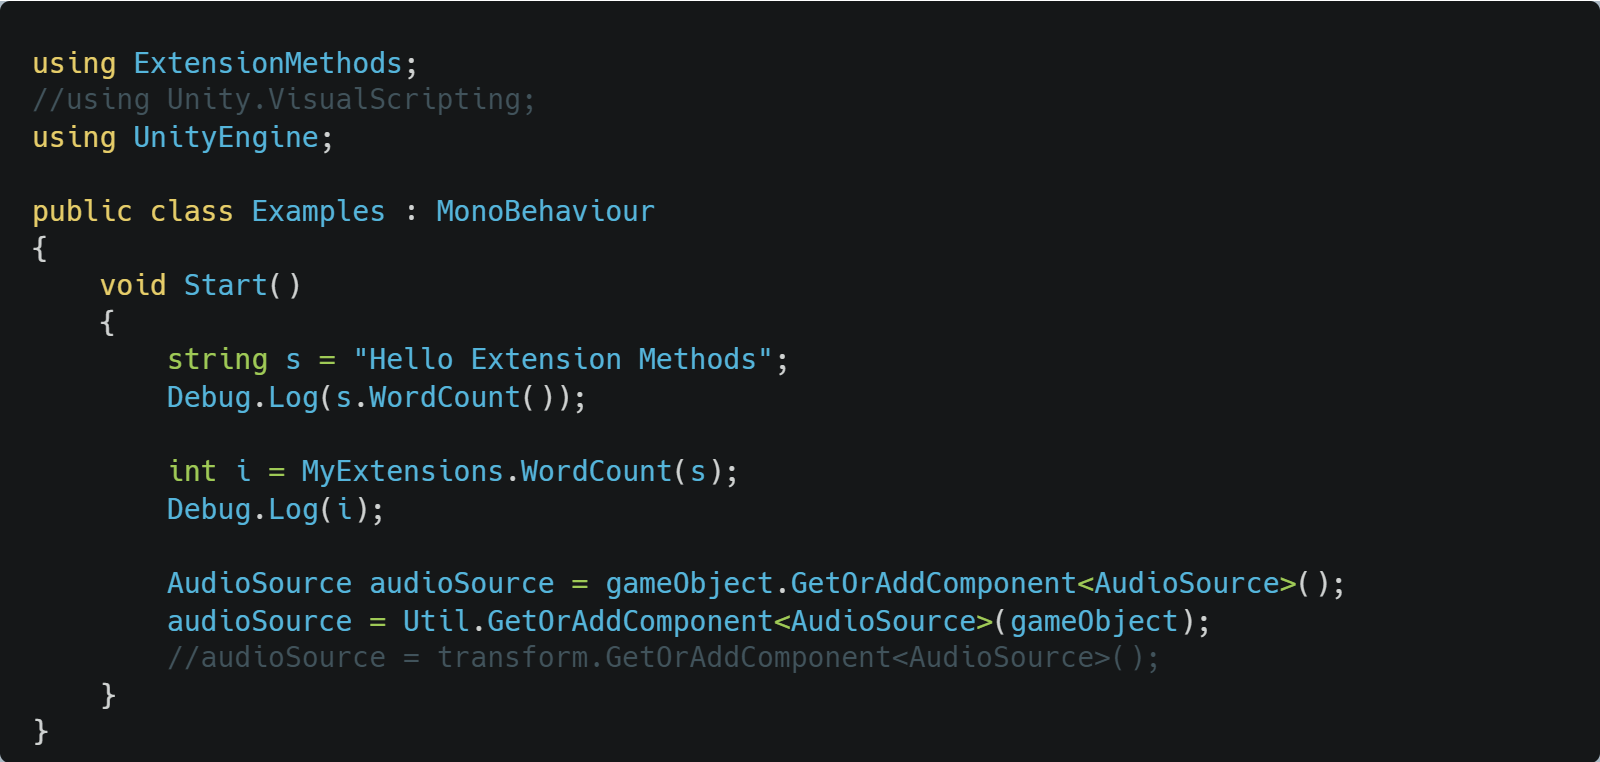 using ExtensionMethods;
//using Unity.VisualScripting;
using UnityEngine;

public class Examples : MonoBehaviour
{
    void Start()
    {
        string s = "Hello Extension Methods";
        Debug.Log(s.WordCount());

        int i = MyExtensions.WordCount(s);
        Debug.Log(i);

        AudioSource audioSource = gameObject.GetOrAddComponent<AudioSource>();
        audioSource = Util.GetOrAddComponent<AudioSource>(gameObject);
        //audioSource = transform.GetOrAddComponent<AudioSource>();
    }
}